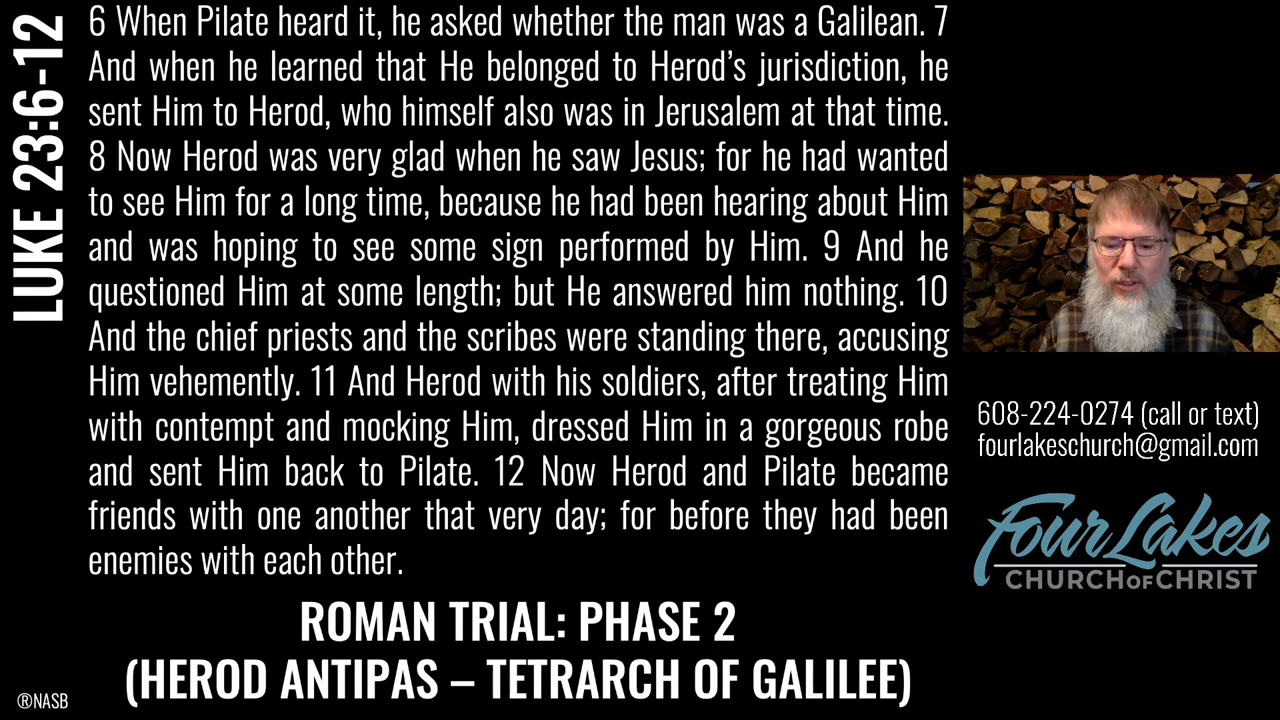 LUKE 23:6-12
6 When Pilate heard it, he asked whether the man was a Galilean. 7
And when he learned that He belonged to Herod’s jurisdiction, he
sent Him to Herod, who himself also was in Jerusalem at that time.
8 Now Herod was very glad when he saw Jesus; for he had wanted
to see Him for a long time, because he had been hearing about Him
and was hoping to see some sign performed by Him. 9 And he
questioned Him at some length; but He answered him nothing. 10
And the chief priests and the scribes were standing there, accusing
Him vehemently. 11 And Herod with his soldiers, after treating Him
with contempt and mocking Him, dressed Him in a gorgeous robe
and sent Him back to Pilate. 12 Now Herod and Pilate became
friends with one another that very day; for before they had been
enemies with each other.
ROMAN TRIAL: PHASE 2
(HEROD ANTIPAS – TETRARCH OF GALILEE)
®NASB
608-224-0274 (call or text)
fourlakeschurch@gmail.com
Four Lakes
CHURCH OF CHRIST